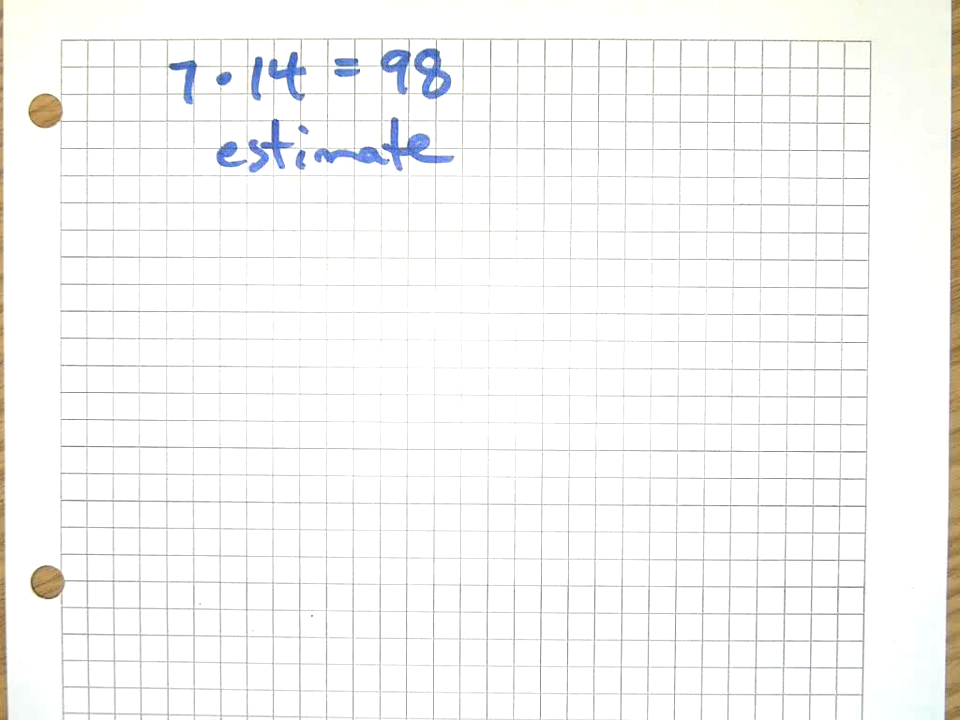 7 · 14 = 98
estimate